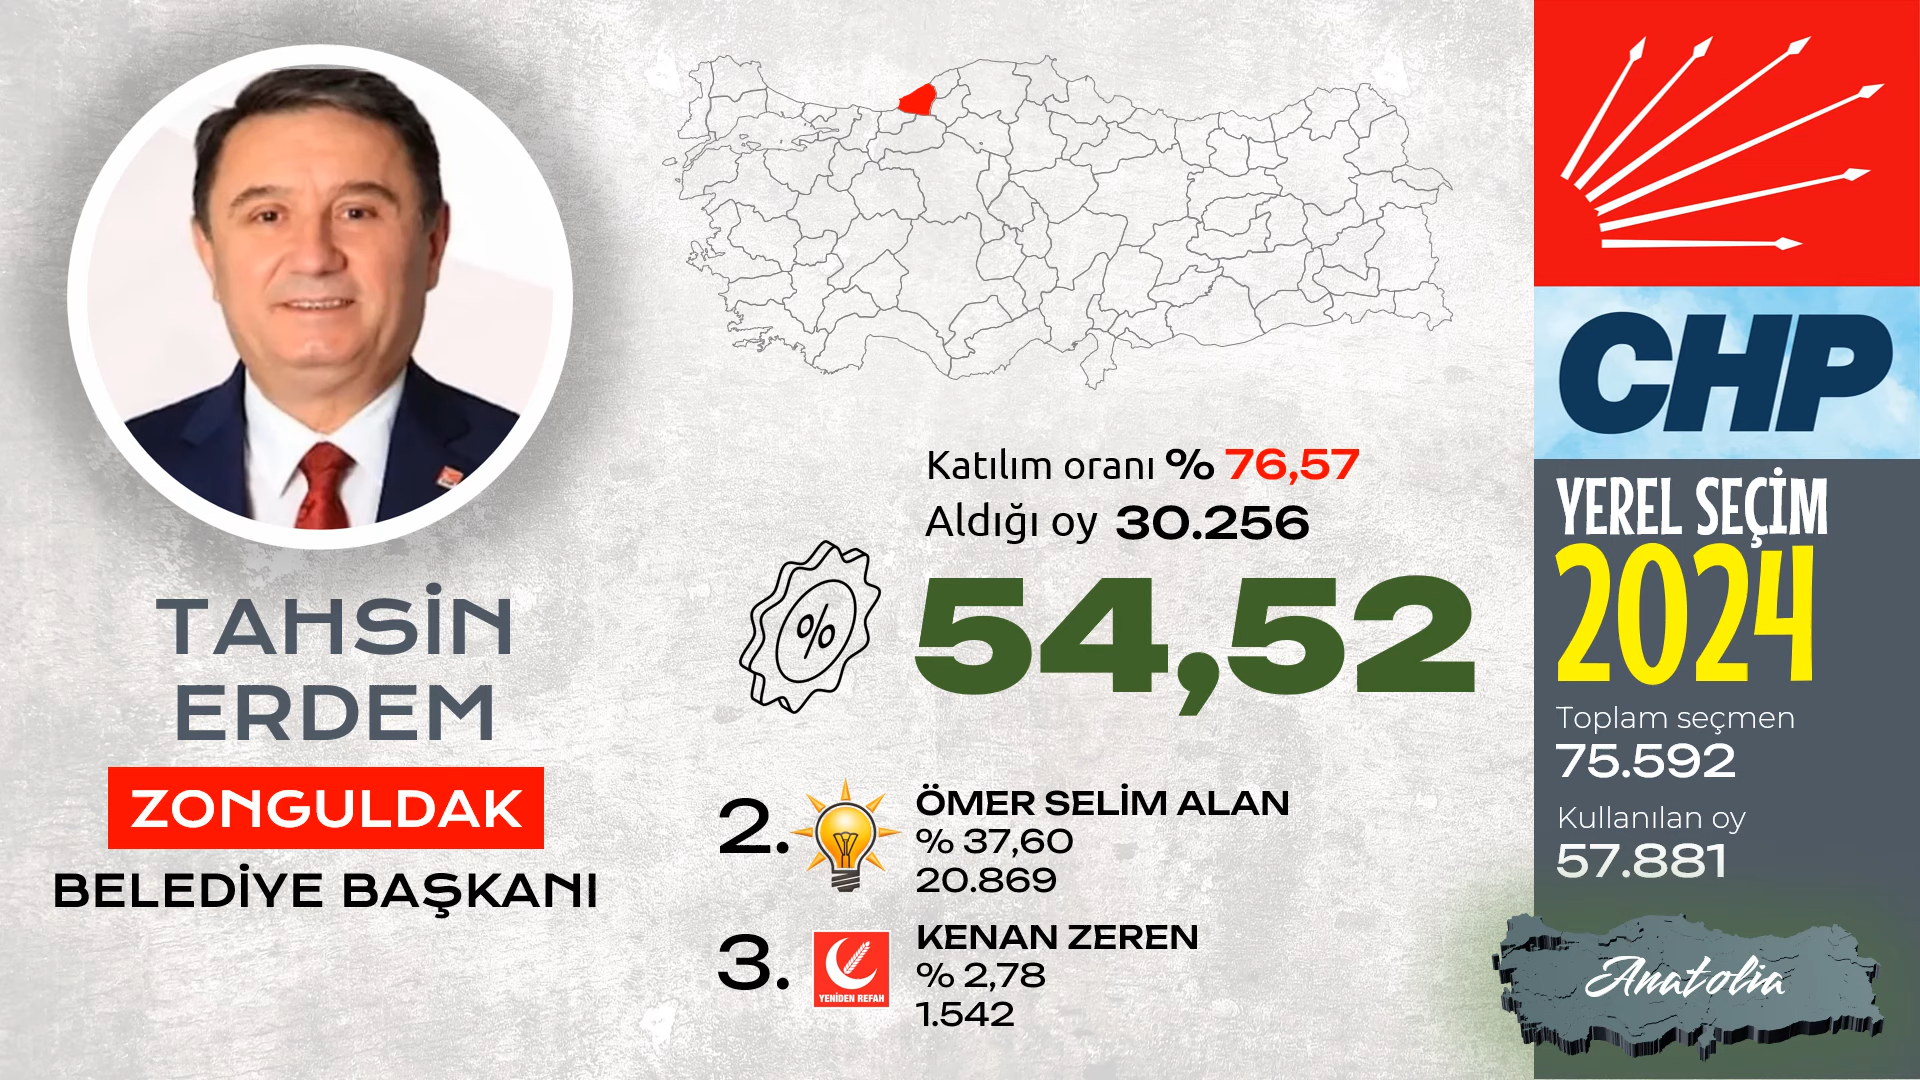 TAHSİN
ERDEM
ZONGULDAK
BELEDİYE BAŞKANI
Katılım oranı % 76,57
Aldığı oy 30.256
% 54,52
2. ÖMER SELİM ALAN
% 37,60
20.869
3. YENİDEN REFAH KENAN ZEREN
% 2,78
1.542
CHP
YEREL SEÇİM
2024
Toplam seçmen
75.592
Kullanılan oy
57.881
Anatolia